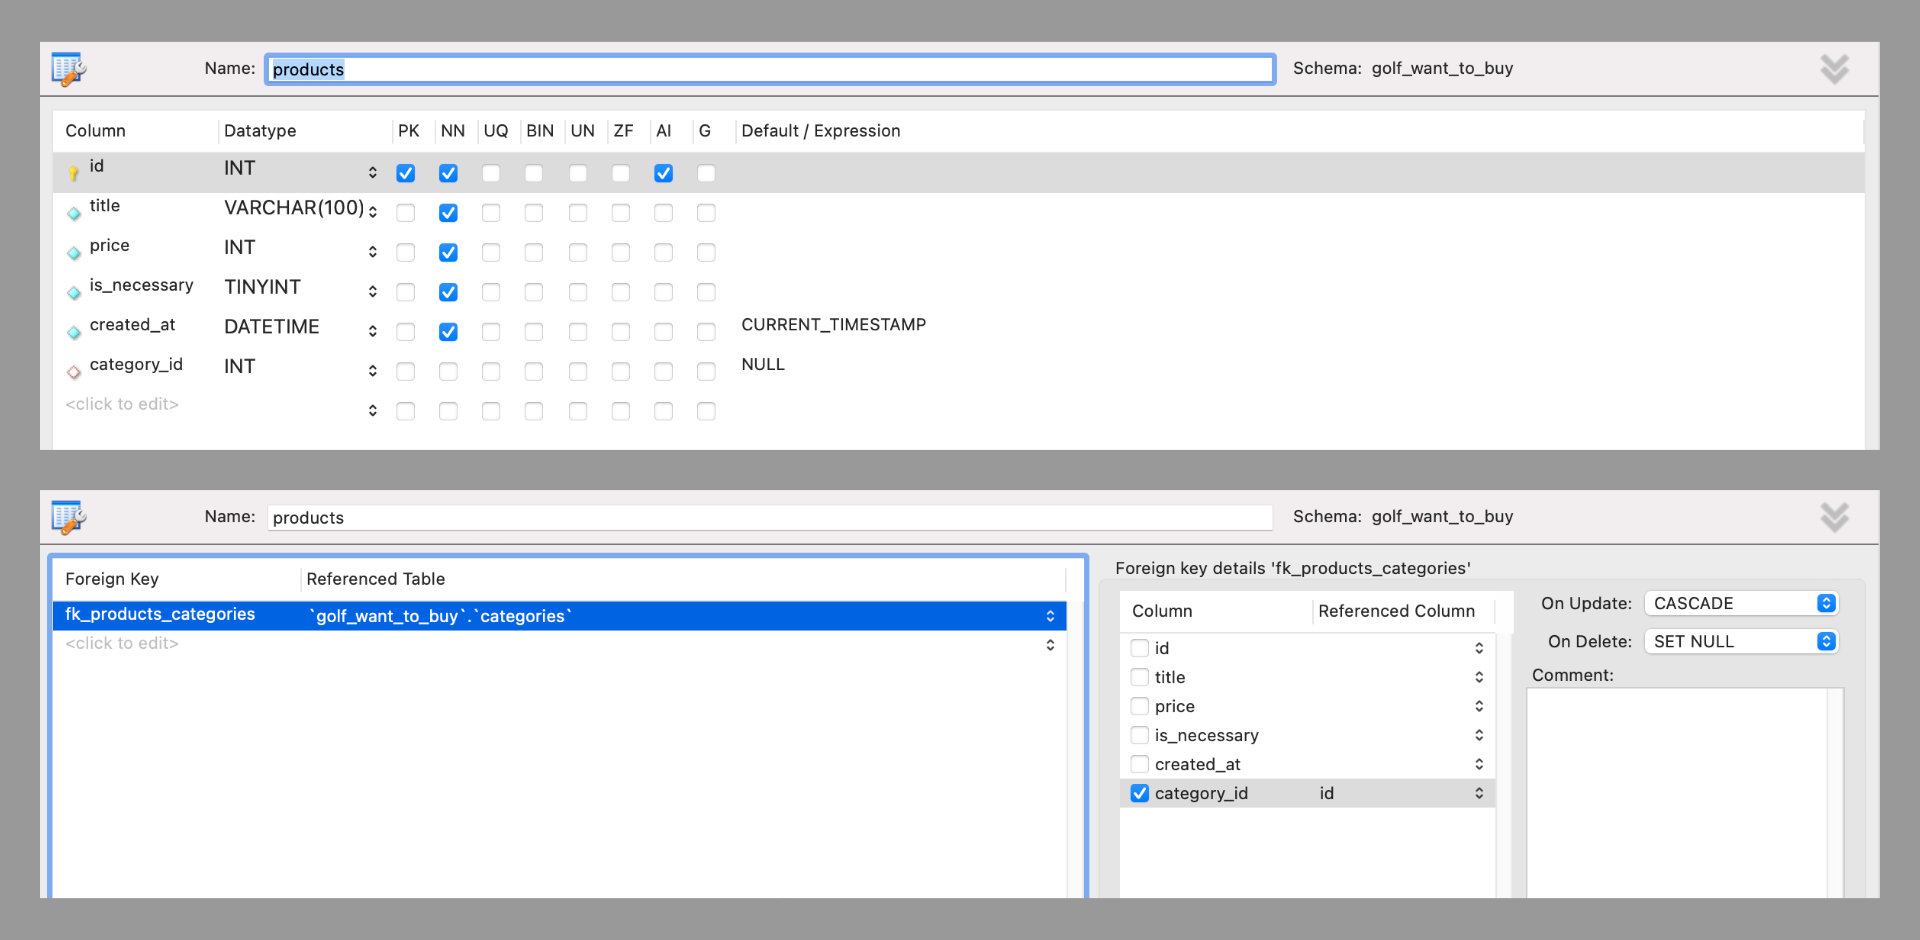 Name: products Schema: golf_want_to_buy
Column Datatype PK NN UQ BIN UN ZF AI G Default / Expression
id INT
title VARCHAR(100)
price INT
is_necessary TINYINT
created_at DATETIME CURRENT_TIMESTAMP
category_id INT NULL
<click to edit>
Name: products Schema: golf_want_to_buy
Foreign Key Referenced Table
fk_products_categories `golf_want_to_buy`.`categories`
<click to edit>
Foreign key details 'fk_products_categories'
Column Referenced Column
id
title
price
is_necessary
created_at
category_id id
On Update: CASCADE
On Delete: SET NULL
Comment: